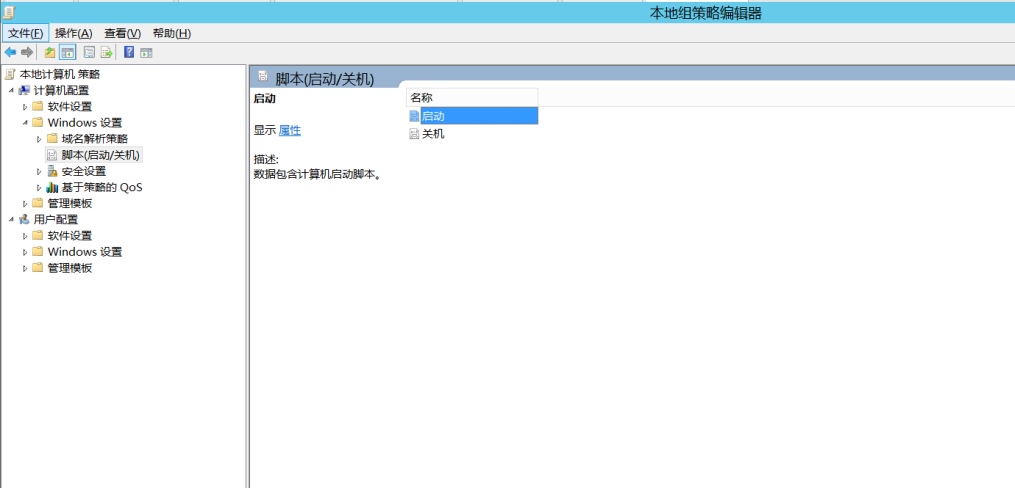 本地组策略编辑器
文件(F) 操作(A) 查看(V) 帮助(H)
本地计算机 策略
计算机配置
软件设置
Windows 设置
域名解析策略
脚本(启动/关机)
安全设置
基于策略的 QoS
管理模板
用户配置
软件设置
Windows 设置
管理模板
脚本(启动/关机)
启动
显示 属性
描述:
数据包含计算机启动脚本。
名称
启动
关机